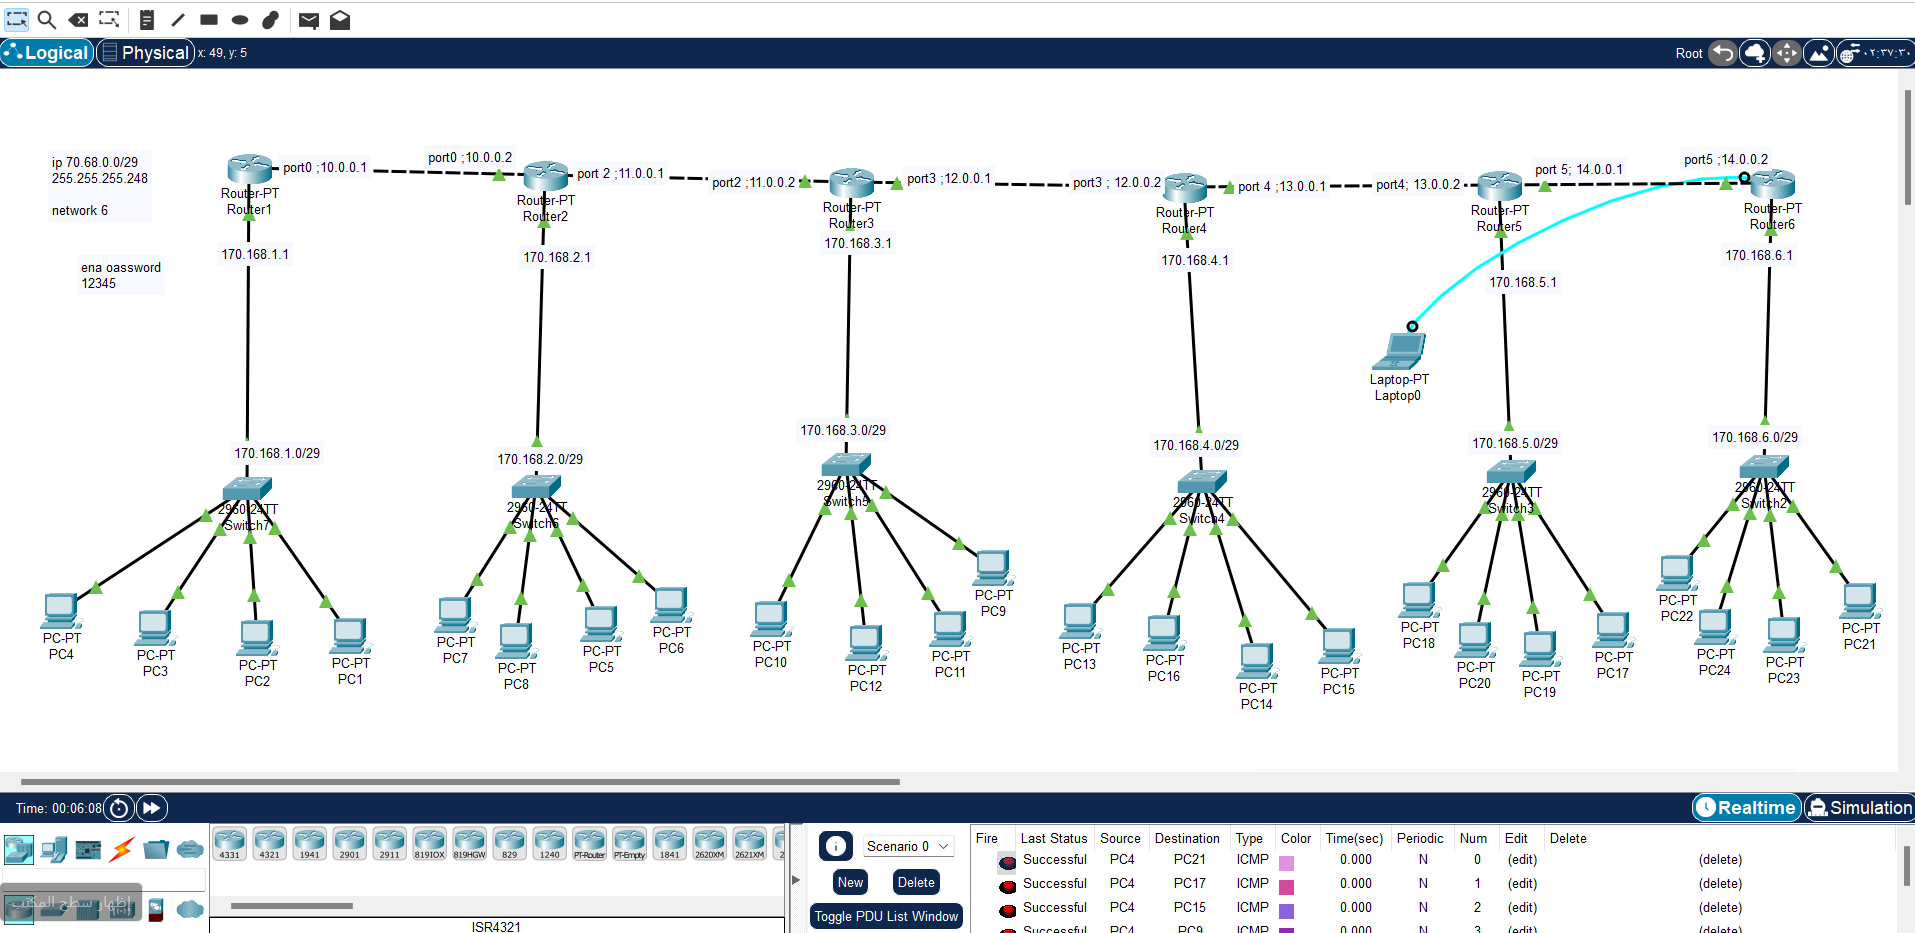 Logical
Physical
x: 49, y: 5
Root
٠٢:٣٧:٣٠
ip 70.68.0.0/29
255.255.255.248
network 6
ena oassword
12345
port0 ;10.0.0.1
port0 ;10.0.0.2
port 2 ;11.0.0.1
port2 ;11.0.0.2
port3 ;12.0.0.1
port3 ; 12.0.0.2
port 4 ;13.0.0.1
port4; 13.0.0.2
port 5; 14.0.0.1
port5 ;14.0.0.2
Router-PT
Router1
Router-PT
Router2
Router-PT
Router3
Router-PT
Router4
Router-PT
Router5
Router-PT
Router6
170.168.1.1
170.168.2.1
170.168.3.1
170.168.4.1
170.168.5.1
170.168.6.1
Laptop-PT
Laptop0
170.168.1.0/29
170.168.2.0/29
170.168.3.0/29
170.168.4.0/29
170.168.5.0/29
170.168.6.0/29
2960-24TT
Switch7
2960-24TT
Switch6
2960-24TT
Switch5
2960-24TT
Switch4
2960-24TT
Switch3
2960-24TT
Switch2
PC-PT
PC4
PC-PT
PC3
PC-PT
PC2
PC-PT
PC1
PC-PT
PC7
PC-PT
PC8
PC-PT
PC5
PC-PT
PC6
PC-PT
PC10
PC-PT
PC12
PC-PT
PC11
PC-PT
PC9
PC-PT
PC13
PC-PT
PC16
PC-PT
PC14
PC-PT
PC15
PC-PT
PC18
PC-PT
PC20
PC-PT
PC19
PC-PT
PC17
PC-PT
PC22
PC-PT
PC24
PC-PT
PC23
PC-PT
PC21
Time: 00:06:08
Realtime
Simulation
4331 4321 1941 2901 2911 819IOX 819HGW 829 1240 PT-Router PT-Empty 1841 2620XM 2621XM 2
إظهار سطح المكتب
ISR4321
Scenario 0
New
Delete
Toggle PDU List Window
Fire Last Status Source Destination Type Color Time(sec) Periodic Num Edit Delete
Successful PC4 PC21 ICMP 0.000 N 0 (edit) (delete)
Successful PC4 PC17 ICMP 0.000 N 1 (edit) (delete)
Successful PC4 PC15 ICMP 0.000 N 2 (edit) (delete)
Successful PC4 PC9 ICMP 0.000 N 3 (edit) (delete)